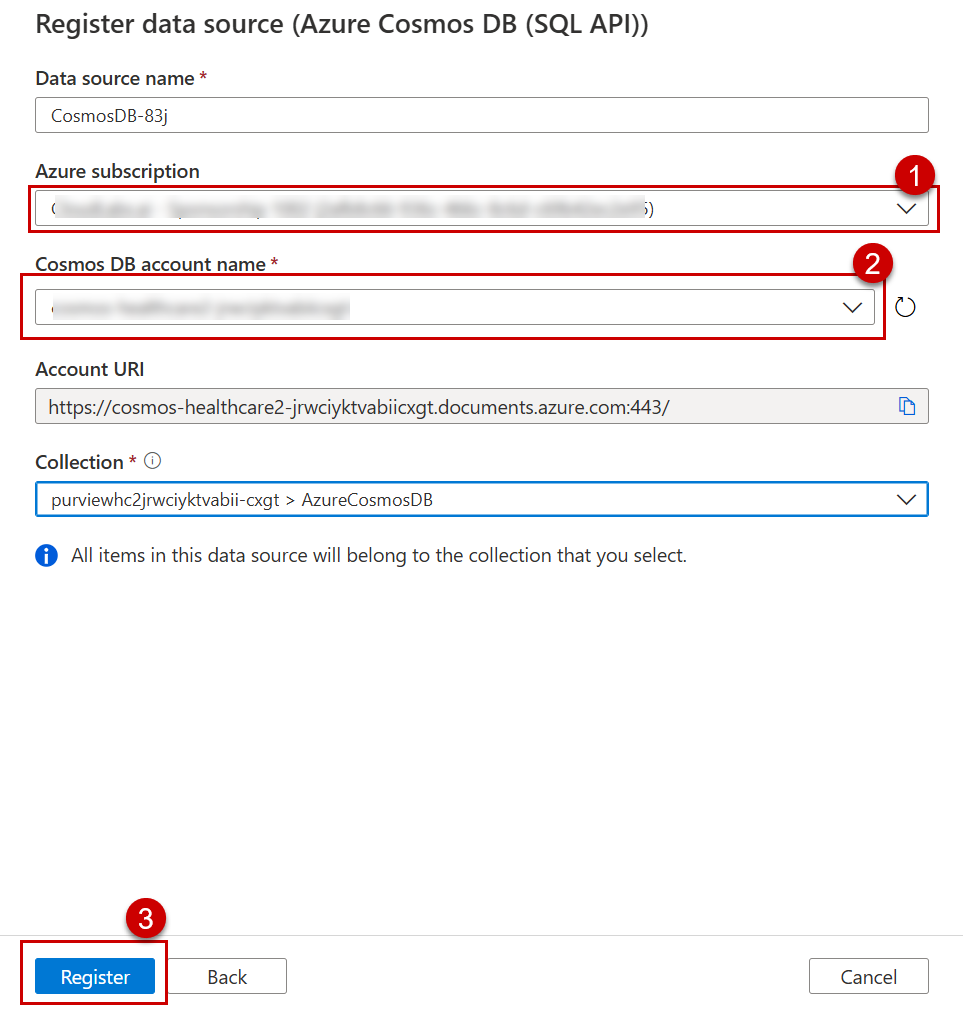 Register data source (Azure Cosmos DB (SQL API))
Data source name *
CosmosDB-83j
Azure subscription
1
Cosmos DB account name *
2
Account URI
https://cosmos-healthcare2-jrwciyktvabiicxgt.documents.azure.com:443/
Collection *
purviewhc2jrwciyktvabii-cxgt > AzureCosmosDB
All items in this data source will belong to the collection that you select.
3
Register Back Cancel